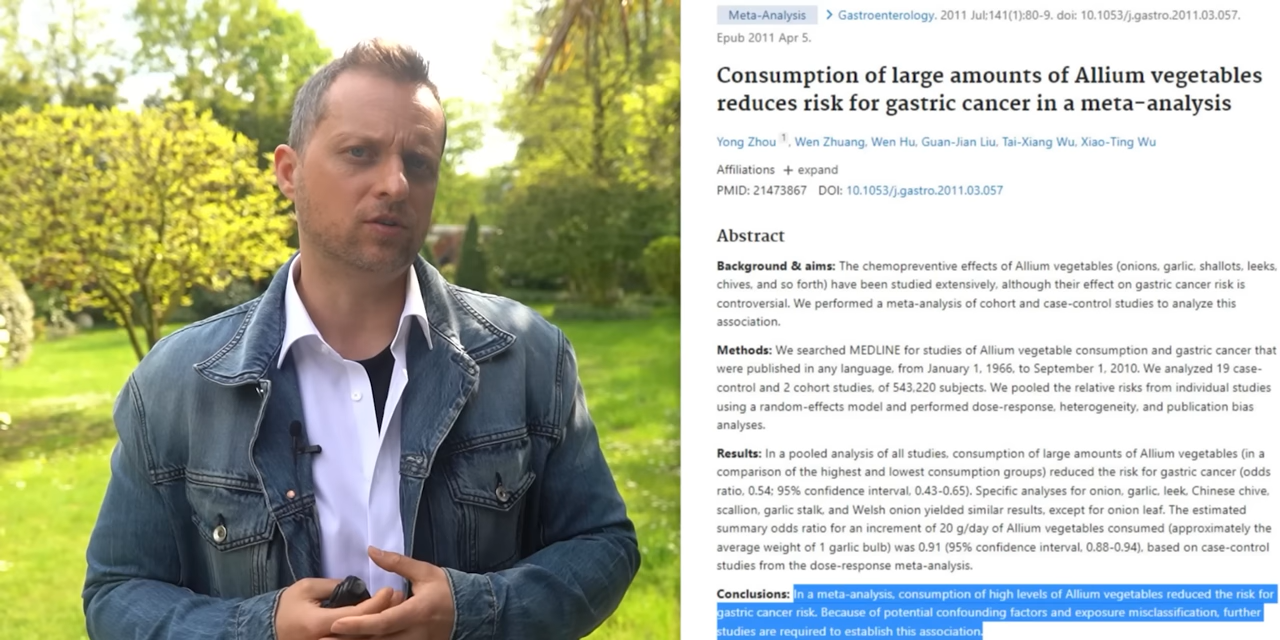 Meta-Analysis > Gastroenterology. 2011 Jul;141(1):80-9. doi: 10.1053/j.gastro.2011.03.057.
Epub 2011 Apr 5.
Consumption of large amounts of Allium vegetables
reduces risk for gastric cancer in a meta-analysis
Yong Zhou 1, Wen Zhuang, Wen Hu, Guan-Jian Liu, Tai-Xiang Wu, Xiao-Ting Wu
Affiliations + expand
PMID: 21473867 DOI: 10.1053/j.gastro.2011.03.057
Abstract
Background & aims: The chemopreventive effects of Allium vegetables (onions, garlic, shallots, leeks,
chives, and so forth) have been studied extensively, although their effect on gastric cancer risk is
controversial. We performed a meta-analysis of cohort and case-control studies to analyze this
association.
Methods: We searched MEDLINE for studies of Allium vegetable consumption and gastric cancer that
were published in any language, from January 1, 1966, to September 1, 2010. We analyzed 19 case-
control and 2 cohort studies, of 543,220 subjects. We pooled the relative risks from individual studies
using a random-effects model and performed dose-response, heterogeneity, and publication bias
analyses.
Results: In a pooled analysis of all studies, consumption of large amounts of Allium vegetables (in a
comparison of the highest and lowest consumption groups) reduced the risk for gastric cancer (odds
ratio, 0.54; 95% confidence interval, 0.43-0.65). Specific analyses for onion, garlic, leek, Chinese chive,
scallion, garlic stalk, and Welsh onion yielded similar results, except for onion leaf. The estimated
summary odds ratio for an increment of 20 g/day of Allium vegetables consumed (approximately the
average weight of 1 garlic bulb) was 0.91 (95% confidence interval, 0.88-0.94), based on case-control
studies from the dose-response meta-analysis.
Conclusions: In a meta-analysis, consumption of high levels of Allium vegetables reduced the risk for
gastric cancer risk. Because of potential confounding factors and exposure misclassification, further
studies are required to establish this association.